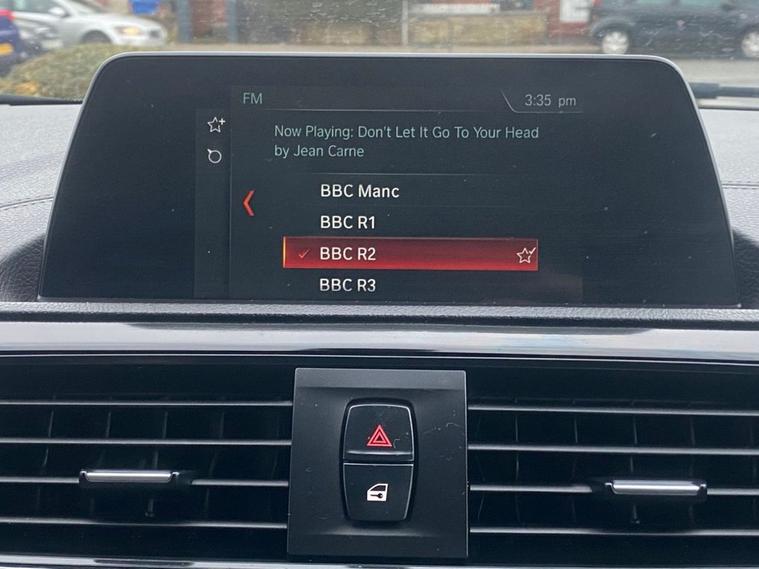 FM
3:35 pm
Now Playing: Don't Let It Go To Your Head
by Jean Carne
BBC Manc
BBC R1
BBC R2
BBC R3